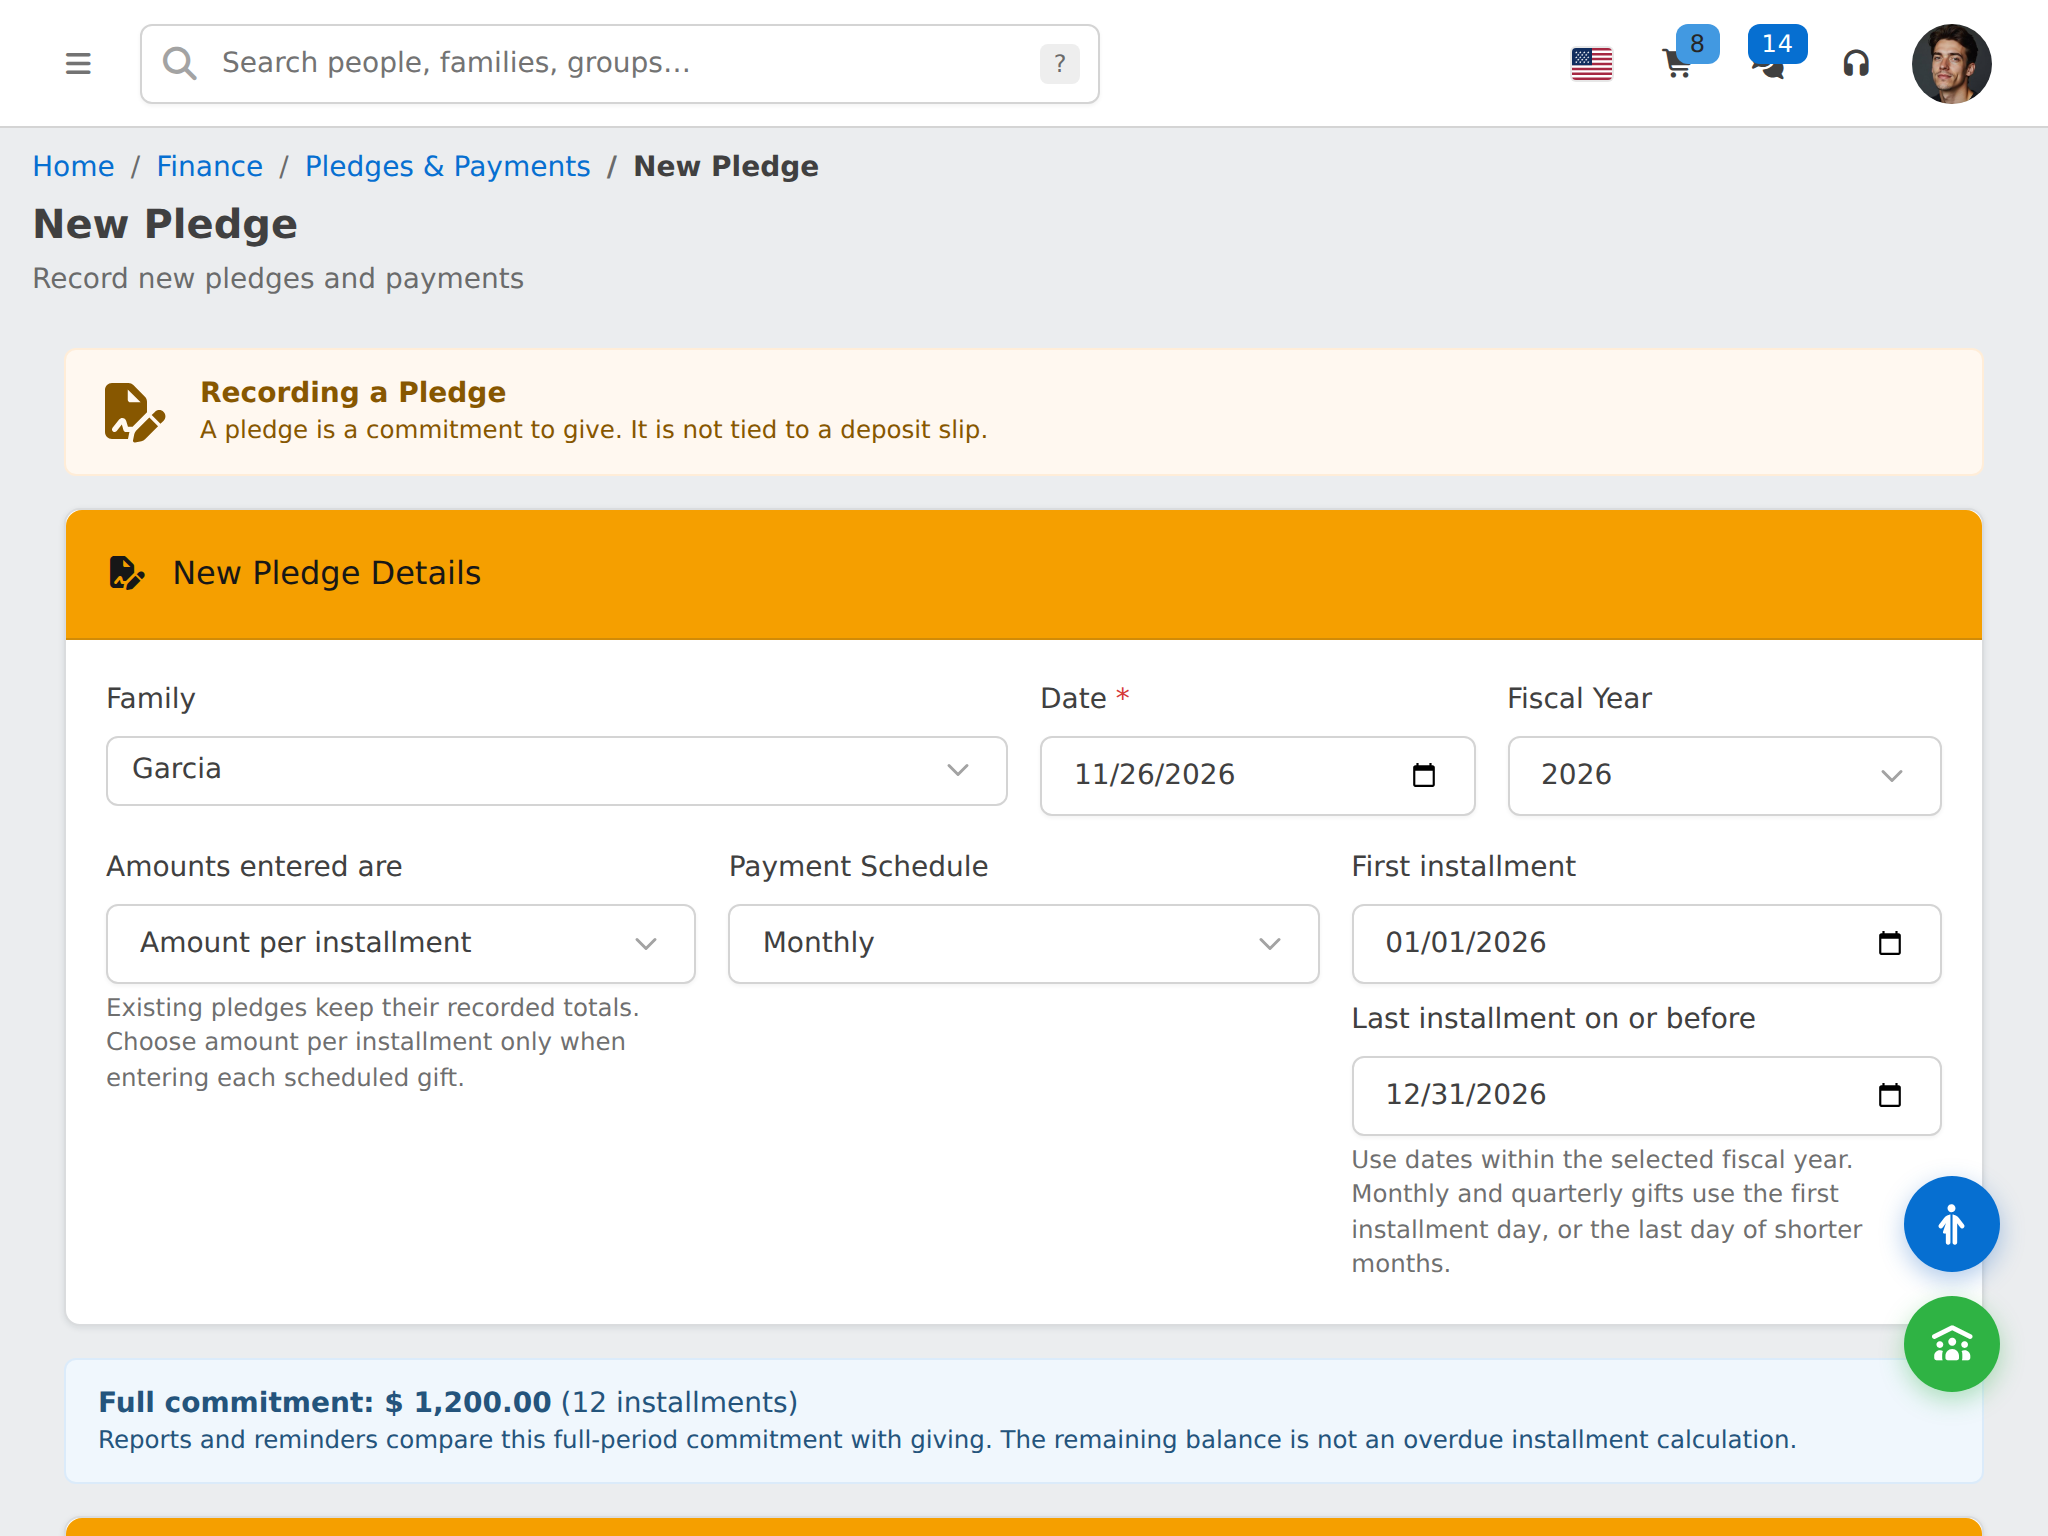 Search people, families, groups...
?
8
14
Home / Finance / Pledges & Payments / New Pledge
New Pledge
Record new pledges and payments
Recording a Pledge
A pledge is a commitment to give. It is not tied to a deposit slip.
New Pledge Details
Family
Date *
Fiscal Year
Garcia
11/26/2026
2026
Amounts entered are
Payment Schedule
First installment
Amount per installment
Monthly
01/01/2026
Existing pledges keep their recorded totals.
Choose amount per installment only when
entering each scheduled gift.
Last installment on or before
12/31/2026
Use dates within the selected fiscal year.
Monthly and quarterly gifts use the first
installment day, or the last day of shorter
months.
Full commitment: $ 1,200.00 (12 installments)
Reports and reminders compare this full-period commitment with giving. The remaining balance is not an overdue installment calculation.